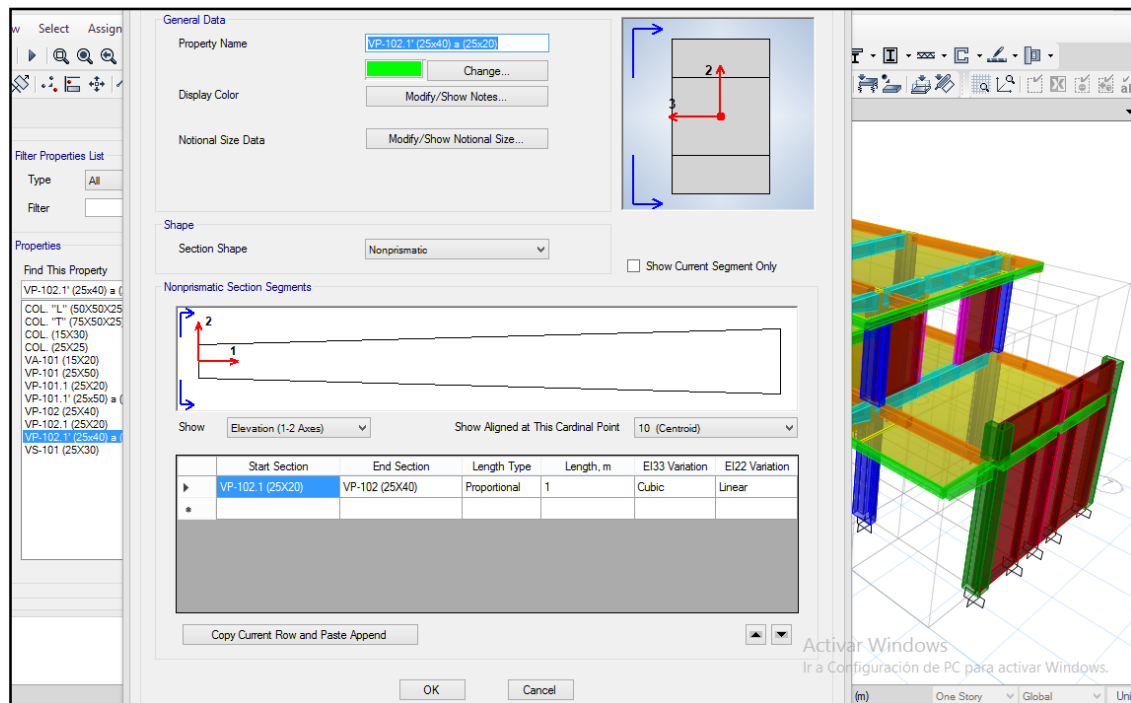 w Select Assign
General Data
Property Name VP-102.1' (25x40) a (25x20)
Change...
Display Color Modify/Show Notes...
Notional Size Data Modify/Show Notional Size...
2
3
Filter Properties List
Type All
Filter
Shape
Section Shape Nonprismatic
Show Current Segment Only
Properties
Find This Property
VP-102.1' (25x40) a (
COL. "L" (50X50X25
COL. "T" (75X50X25
COL. (15X30)
COL. (25X25)
VA-101 (15X20)
VP-101 (25X50)
VP-101.1 (25X20)
VP-101.1' (25x50) a (
VP-102 (25X40)
VP-102.1 (25X20)
VP-102.1' (25x40) a (
VS-101 (25X30)
Nonprismatic Section Segments
2
1
Show Elevation (1-2 Axes) Show Aligned at This Cardinal Point 10 (Centroid)
Start Section End Section Length Type Length, m EI33 Variation EI22 Variation
VP-102.1 (25X20) VP-102 (25X40) Proportional 1 Cubic Linear
*
Copy Current Row and Paste Append
OK Cancel
Activar Windows
Ir a Configuración de PC para activar Windows.
(m) One Story Global Uni